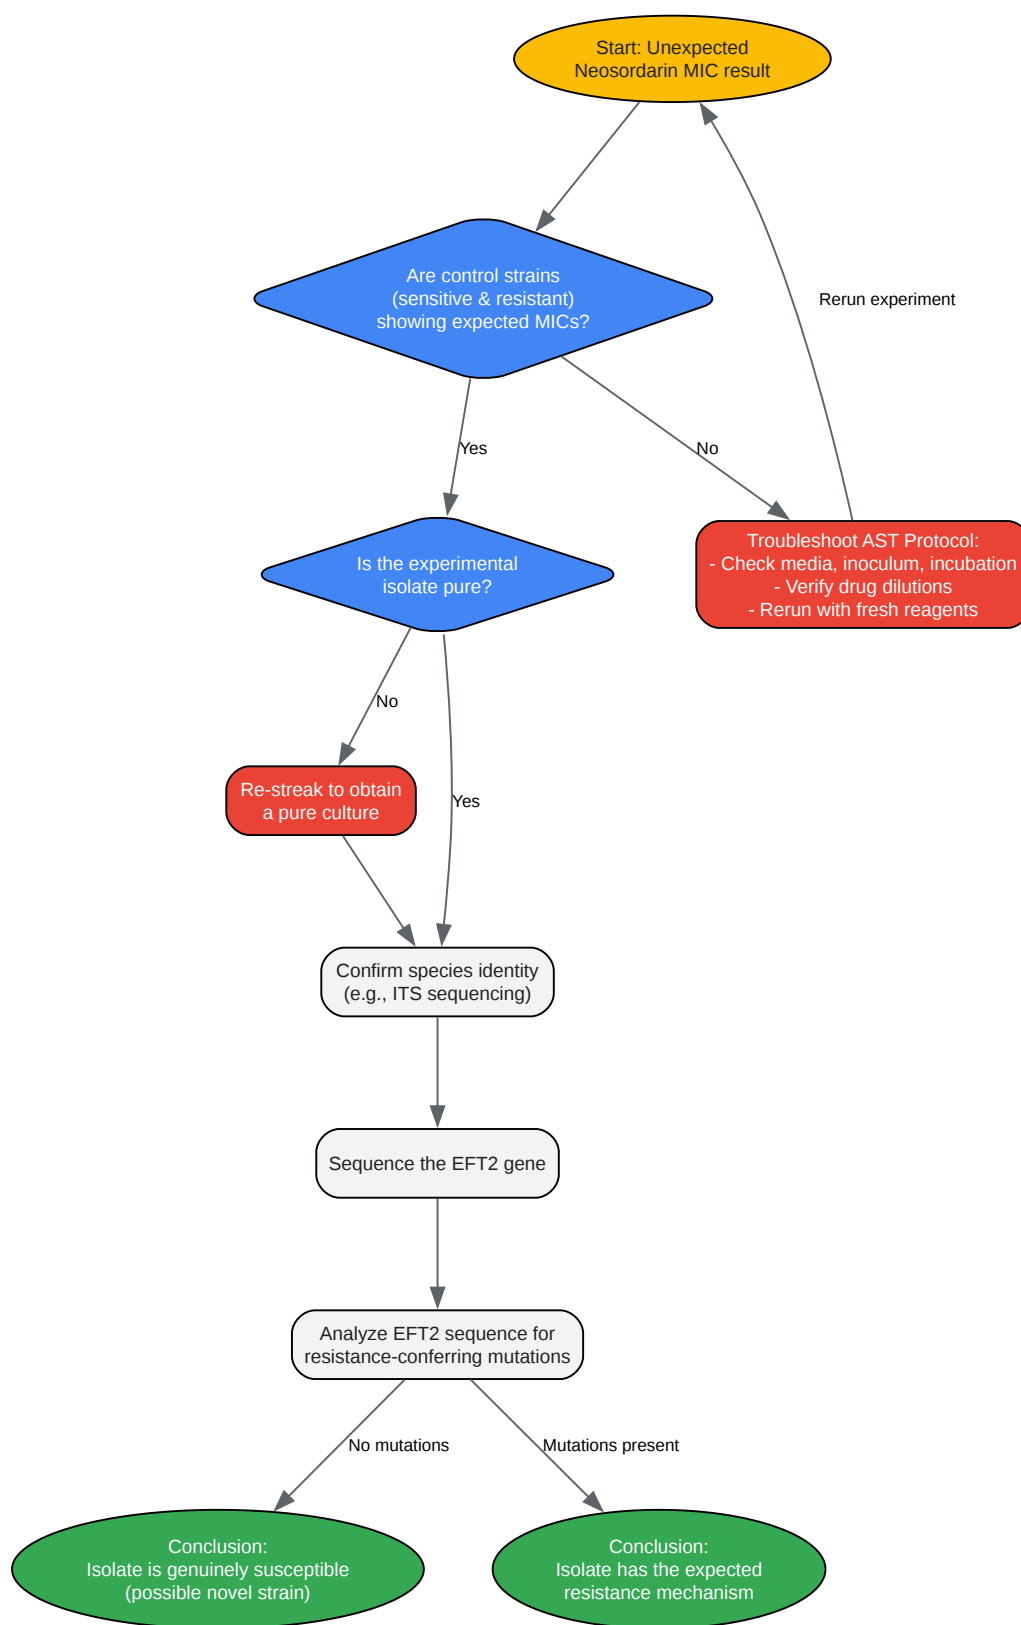 Start: Unexpected
Neosordarin MIC result
Are control strains
(sensitive & resistant)
showing expected MICs?
Rerun experiment
Yes
No
Is the experimental
isolate pure?
Troubleshoot AST Protocol:
- Check media, inoculum, incubation
- Verify drug dilutions
- Rerun with fresh reagents
No
Re-streak to obtain
a pure culture
Yes
Confirm species identity
(e.g., ITS sequencing)
Sequence the EFT2 gene
Analyze EFT2 sequence for
resistance-conferring mutations
No mutations
Mutations present
Conclusion:
Isolate is genuinely susceptible
(possible novel strain)
Conclusion:
Isolate has the expected
resistance mechanism